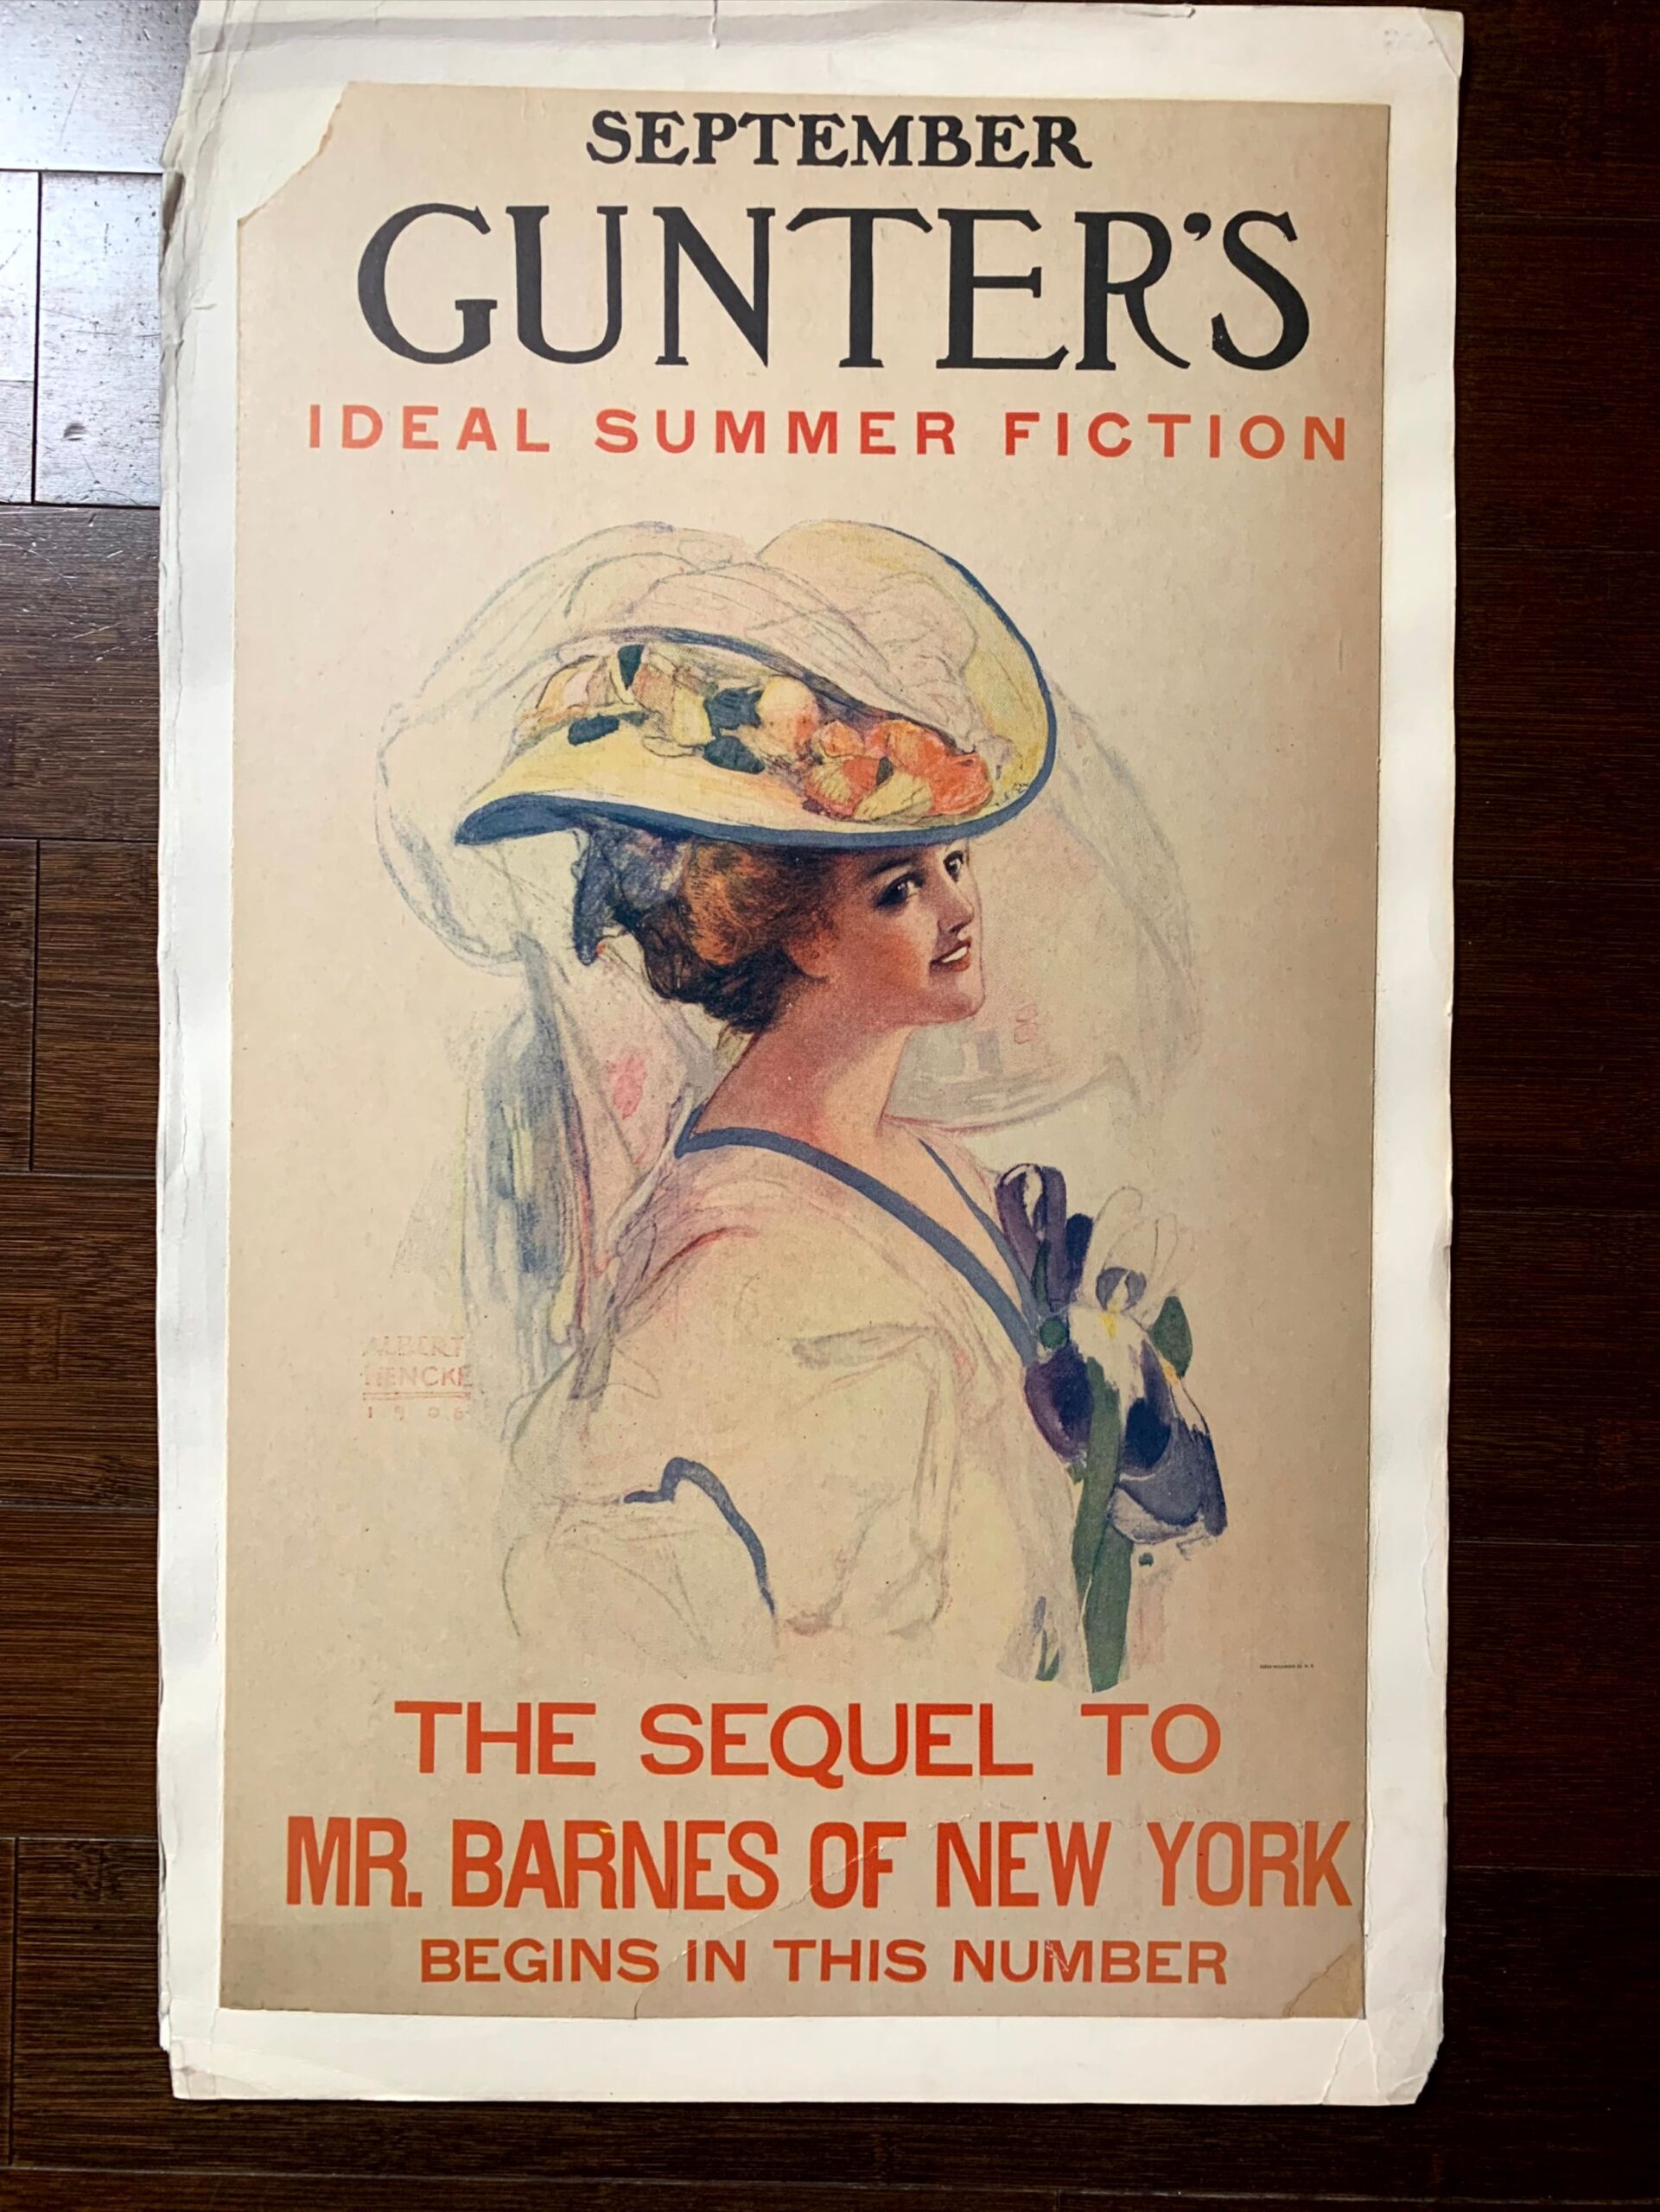 SEPTEMBER
GUNTER'S
IDEAL SUMMER FICTION
ALBERT
HENCKE
1906
THE SEQUEL TO
MR. BARNES OF NEW YORK
BEGINS IN THIS NUMBER